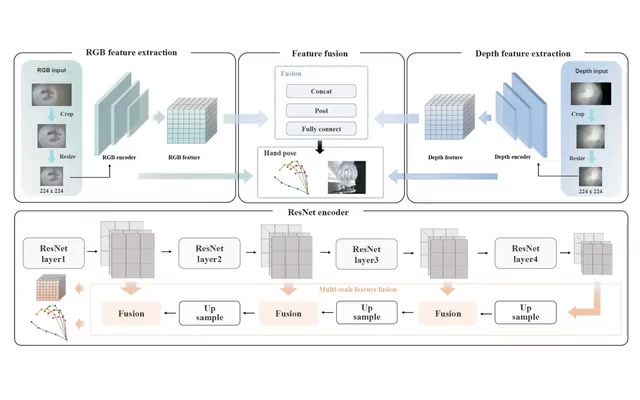 RGB feature extraction
Feature fusion
Depth feature extraction
RGB input
Crop
Resize
224 x 224
RGB encoder
RGB feature
Fusion
Concat
Pool
Fully connect
Hand pose
Depth feature
Depth encoder
Depth input
Crop
Resize
224 x 224
ResNet encoder
ResNet
layer1
ResNet
layer2
ResNet
layer3
ResNet
layer4
Multi-scale feature fusion
Fusion
Up
sample
Fusion
Up
sample
Fusion
Up
sample